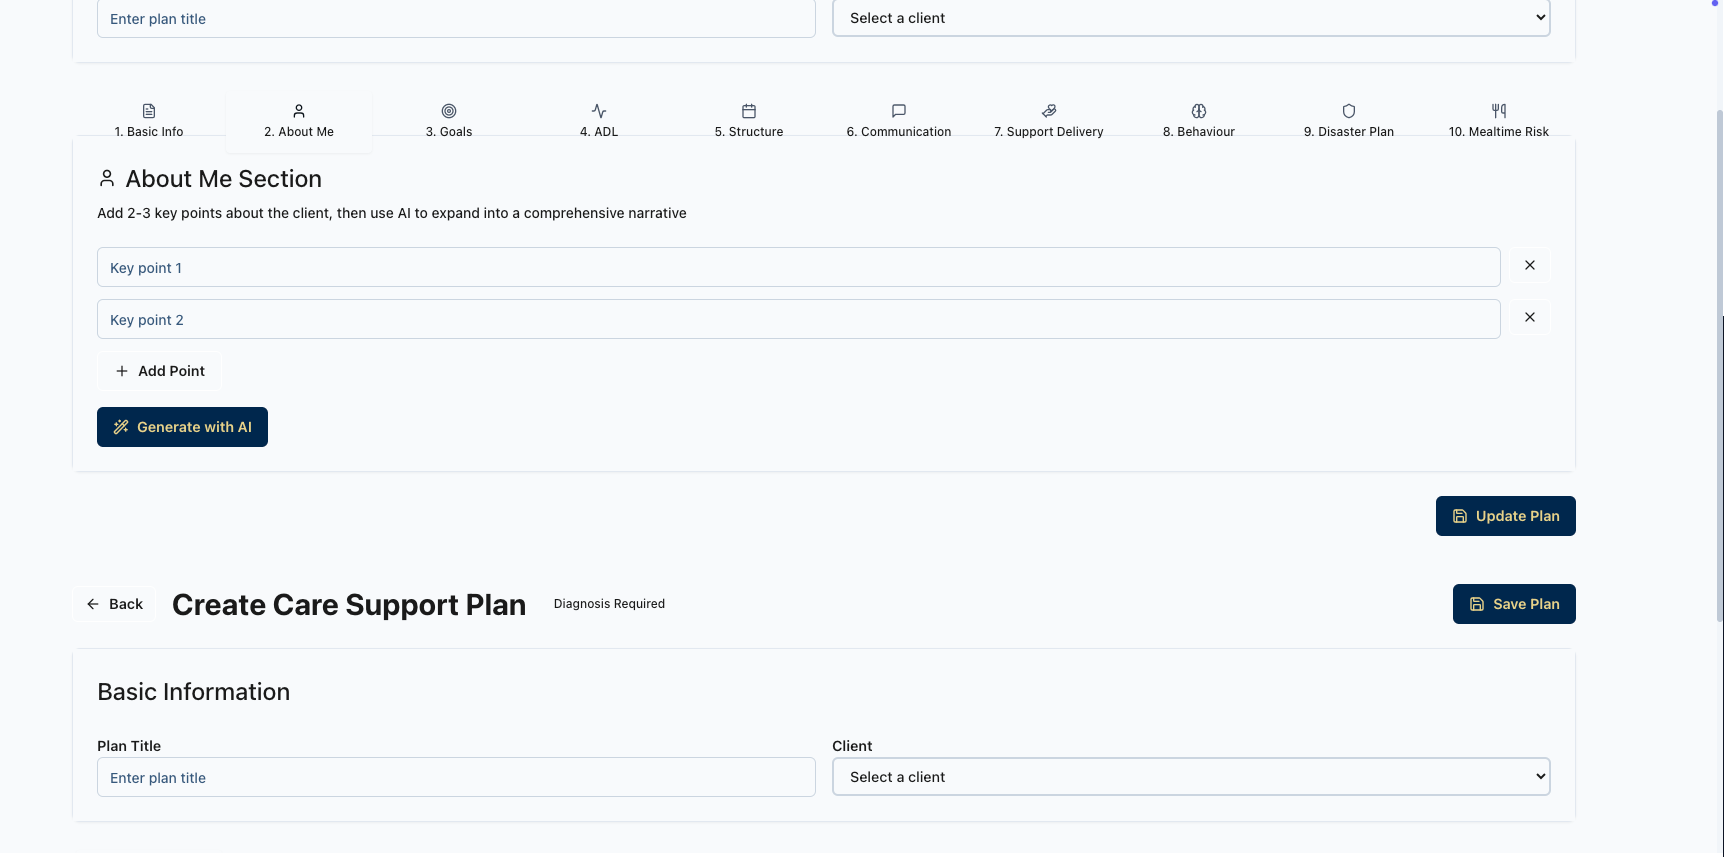 Enter plan title
Select a client
1. Basic Info
2. About Me
3. Goals
4. ADL
5. Structure
6. Communication
7. Support Delivery
8. Behaviour
9. Disaster Plan
10. Mealtime Risk
About Me Section
Add 2-3 key points about the client, then use AI to expand into a comprehensive narrative
Key point 1
Key point 2
Add Point
Generate with AI
Update Plan
Back
Create Care Support Plan
Diagnosis Required
Save Plan
Basic Information
Plan Title
Client
Enter plan title
Select a client